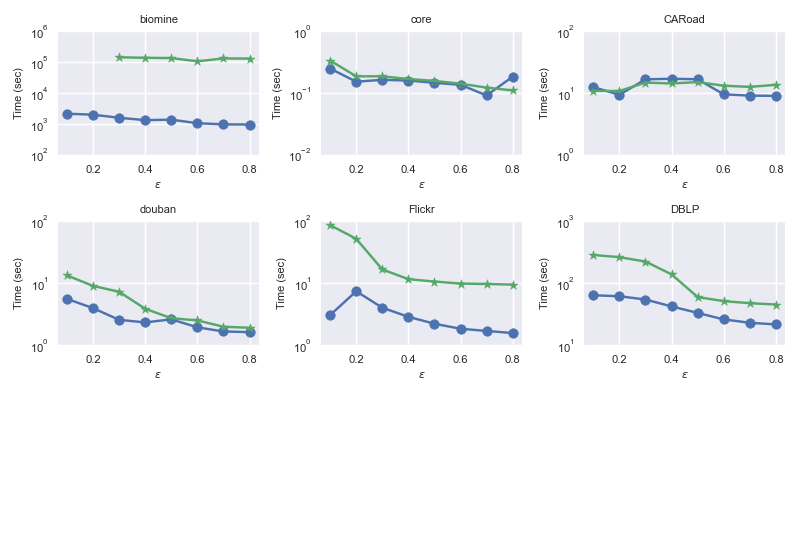 biomine
10^6
10^5
10^4
10^3
10^2
Time (sec)
0.2 0.4 0.6 0.8
ε
core
10^0
10^−1
10^−2
Time (sec)
0.2 0.4 0.6 0.8
ε
CARoad
10^2
10^1
10^0
Time (sec)
0.2 0.4 0.6 0.8
ε
douban
10^2
10^1
10^0
Time (sec)
0.2 0.4 0.6 0.8
ε
Flickr
10^2
10^1
10^0
Time (sec)
0.2 0.4 0.6 0.8
ε
DBLP
10^3
10^2
10^1
Time (sec)
0.2 0.4 0.6 0.8
ε